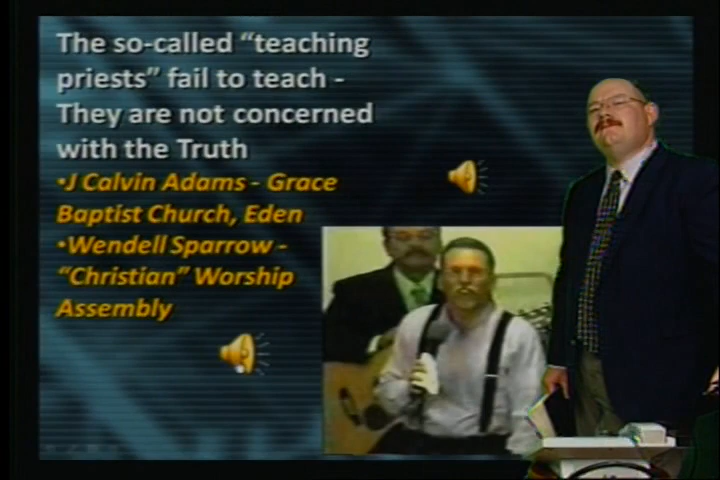 The so-called “teaching
priests” fail to teach -
They are not concerned
with the Truth
•J Calvin Adams - Grace
Baptist Church, Eden
•Wendell Sparrow -
“Christian” Worship
Assembly